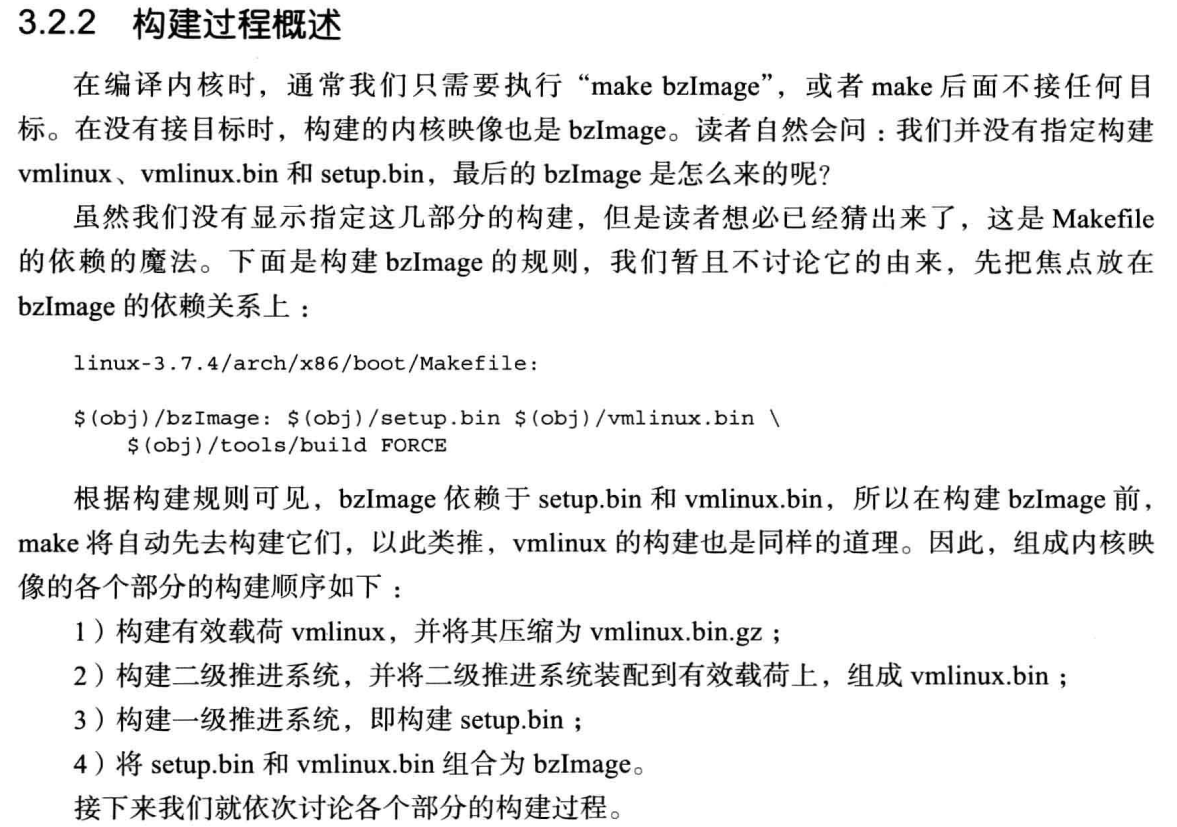 3.2.2 构建过程概述
在编译内核时，通常我们只需要执行“make bzImage”，或者 make 后面不接任何目
标。在没有接目标时，构建的内核映像也是 bzImage。读者自然会问：我们并没有指定构建
vmlinux、vmlinux.bin 和 setup.bin，最后的 bzImage 是怎么来的呢？
虽然我们没有显示指定这几部分的构建，但是读者想必已经猜出来了，这是 Makefile
的依赖的魔法。下面是构建 bzImage 的规则，我们暂且不讨论它的由来，先把焦点放在
bzImage 的依赖关系上：
linux-3.7.4/arch/x86/boot/Makefile:
$(obj)/bzImage: $(obj)/setup.bin $(obj)/vmlinux.bin \
$(obj)/tools/build FORCE
根据构建规则可见，bzImage 依赖于 setup.bin 和 vmlinux.bin，所以在构建 bzImage 前，
make 将自动先去构建它们，以此类推，vmlinux 的构建也是同样的道理。因此，组成内核映
像的各个部分的构建顺序如下：
1）构建有效载荷 vmlinux，并将其压缩为 vmlinux.bin.gz；
2）构建二级推进系统，并将二级推进系统装配到有效载荷上，组成 vmlinux.bin；
3）构建一级推进系统，即构建 setup.bin；
4）将 setup.bin 和 vmlinux.bin 组合为 bzImage。
接下来我们就依次讨论各个部分的构建过程。